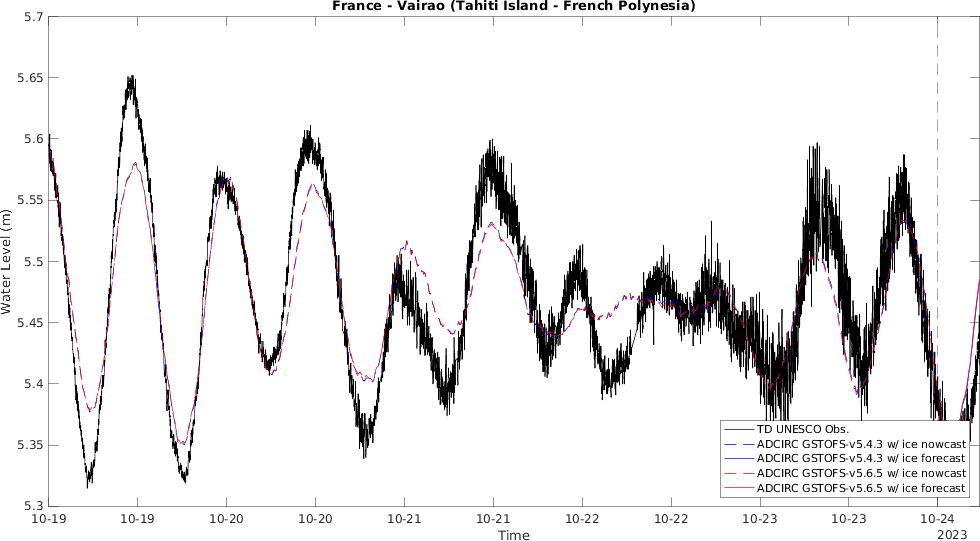 France - Vairao (Tahiti Island - French Polynesia)
5.7
5.65
5.6
5.55
5.5
5.45
5.4
5.35
5.3
Water Level (m)
TD UNESCO Obs.
ADCIRC GSTOFS-v5.4.3 w/ ice nowcast
ADCIRC GSTOFS-v5.4.3 w/ ice forecast
ADCIRC GSTOFS-v5.6.5 w/ ice nowcast
ADCIRC GSTOFS-v5.6.5 w/ ice forecast
10-19 10-19 10-20 10-20 10-21 10-21 10-22 10-22 10-23 10-23 10-24
Time
2023